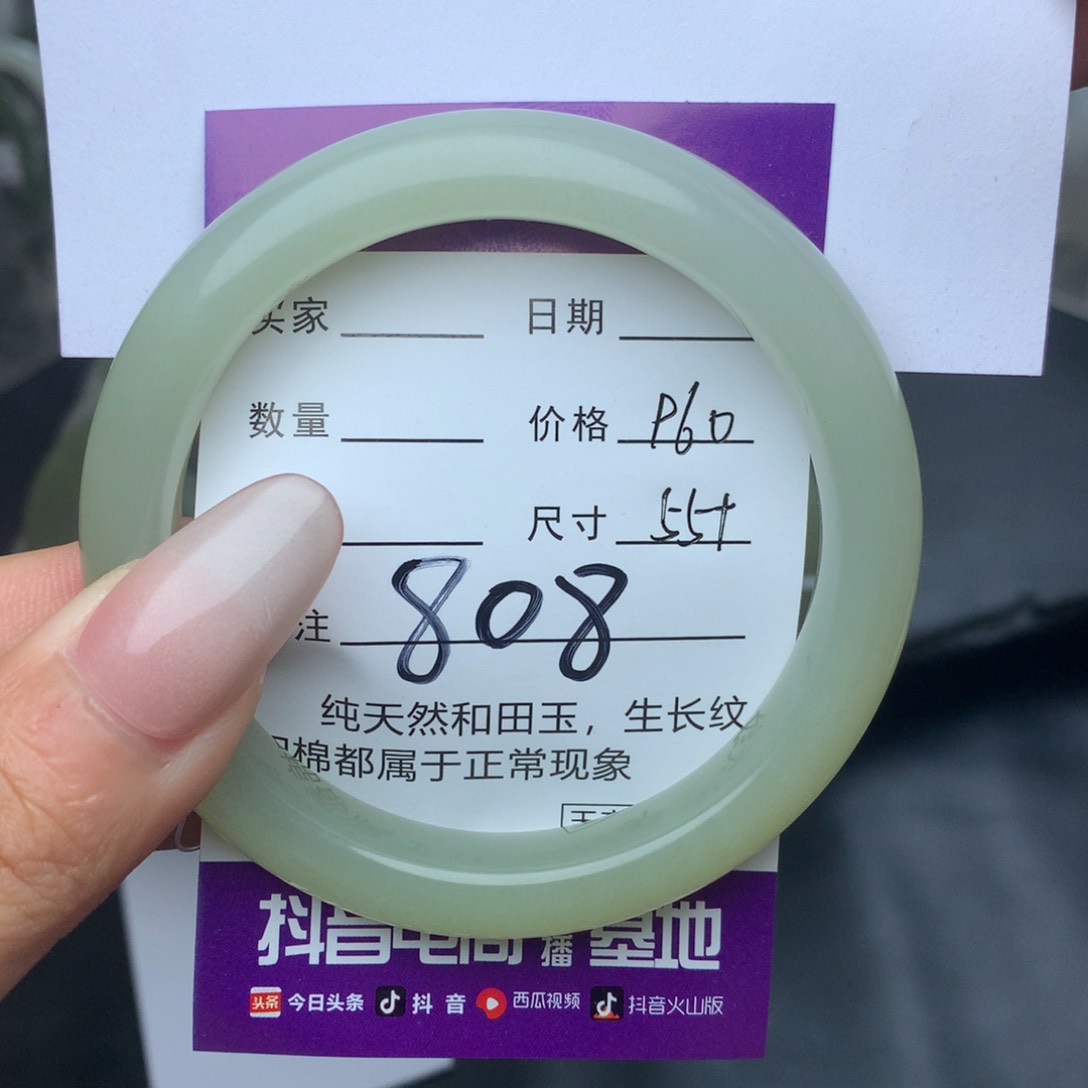 买家 日期
数量 价格 P60
尺寸 55+
注 808
纯天然和田玉，生长纹
棉都属于正常现象
抖音电商 播 基地
头条 今日头条 抖音 西瓜视频 抖音火山版